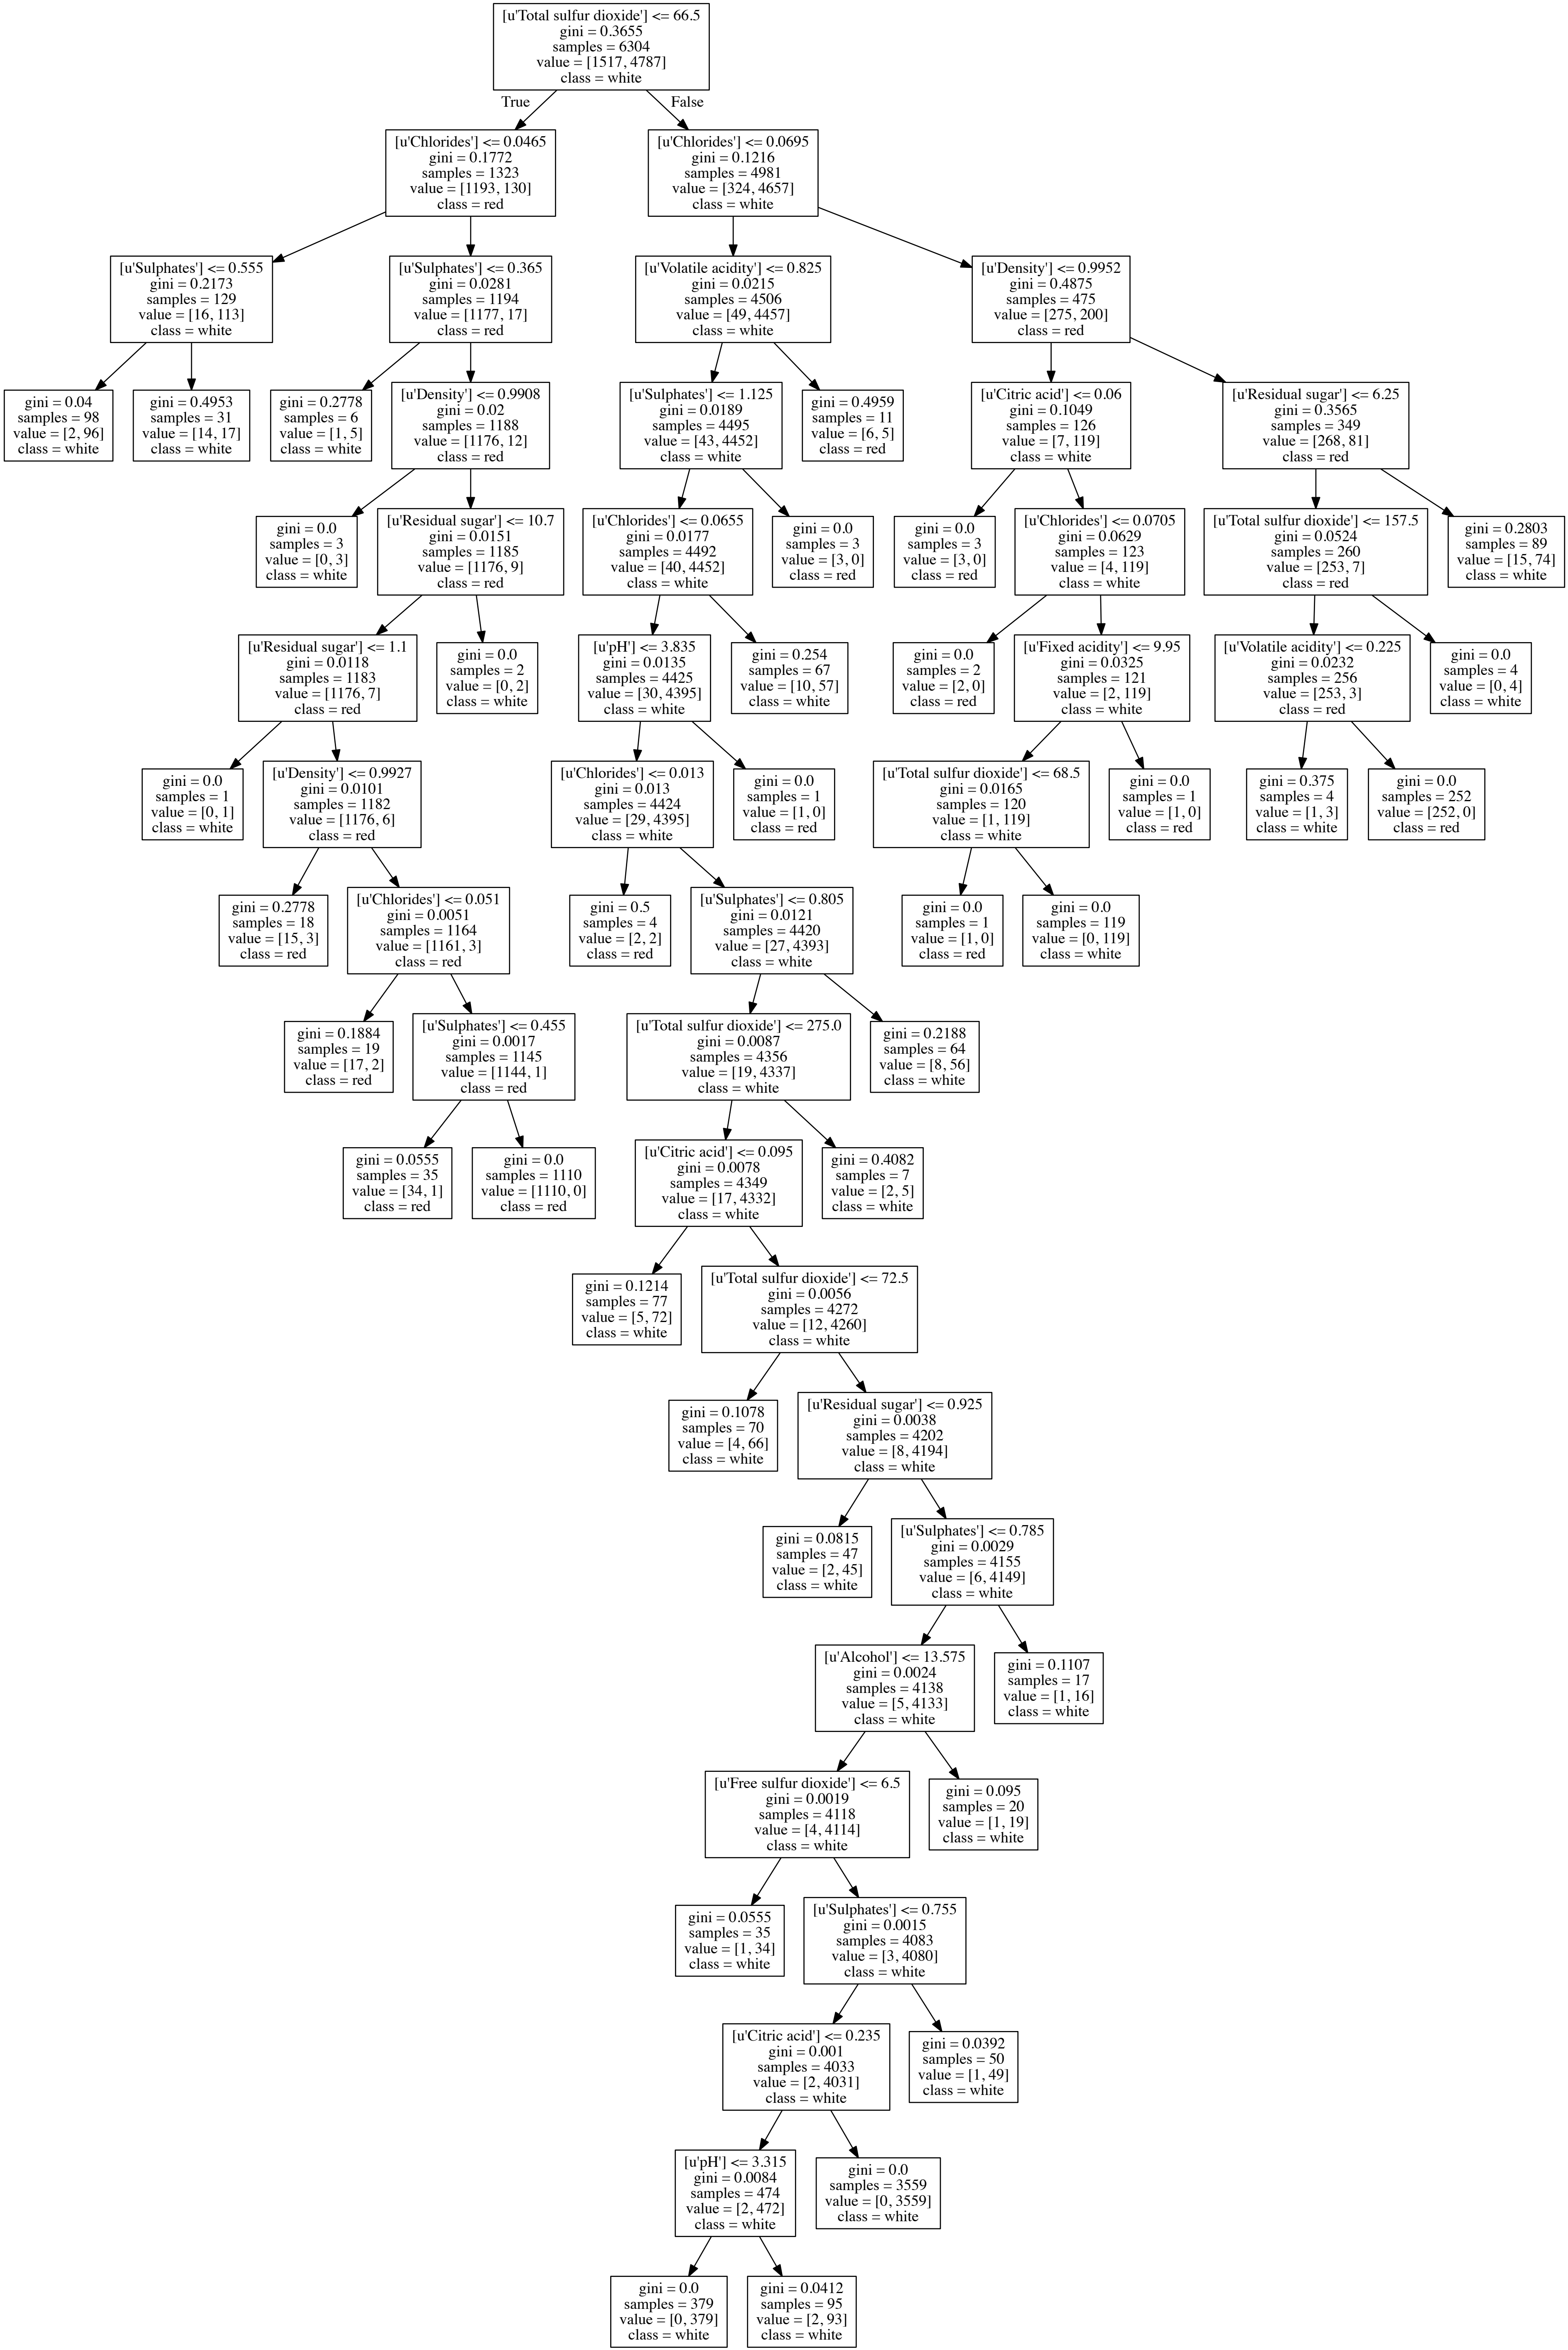 [u'Total sulfur dioxide'] <= 66.5
gini = 0.3655
samples = 6304
value = [1517, 4787]
class = white
True
False
[u'Chlorides'] <= 0.0465
gini = 0.1772
samples = 1323
value = [1193, 130]
class = red
[u'Chlorides'] <= 0.0695
gini = 0.1216
samples = 4981
value = [324, 4657]
class = white
[u'Sulphates'] <= 0.555
gini = 0.2173
samples = 129
value = [16, 113]
class = white
[u'Sulphates'] <= 0.365
gini = 0.0281
samples = 1194
value = [1177, 17]
class = red
[u'Volatile acidity'] <= 0.825
gini = 0.0215
samples = 4506
value = [49, 4457]
class = white
[u'Density'] <= 0.9952
gini = 0.4875
samples = 475
value = [275, 200]
class = red
gini = 0.04
samples = 98
value = [2, 96]
class = white
gini = 0.4953
samples = 31
value = [14, 17]
class = white
gini = 0.2778
samples = 6
value = [1, 5]
class = white
[u'Density'] <= 0.9908
gini = 0.02
samples = 1188
value = [1176, 12]
class = red
[u'Sulphates'] <= 1.125
gini = 0.0189
samples = 4495
value = [43, 4452]
class = white
gini = 0.4959
samples = 11
value = [6, 5]
class = red
[u'Citric acid'] <= 0.06
gini = 0.1049
samples = 126
value = [7, 119]
class = white
[u'Residual sugar'] <= 6.25
gini = 0.3565
samples = 349
value = [268, 81]
class = red
gini = 0.0
samples = 3
value = [0, 3]
class = white
[u'Residual sugar'] <= 10.7
gini = 0.0151
samples = 1185
value = [1176, 9]
class = red
[u'Chlorides'] <= 0.0655
gini = 0.0177
samples = 4492
value = [40, 4452]
class = white
gini = 0.0
samples = 3
value = [3, 0]
class = red
gini = 0.0
samples = 3
value = [3, 0]
class = red
[u'Chlorides'] <= 0.0705
gini = 0.0629
samples = 123
value = [4, 119]
class = white
[u'Total sulfur dioxide'] <= 157.5
gini = 0.0524
samples = 260
value = [253, 7]
class = red
gini = 0.2803
samples = 89
value = [15, 74]
class = white
[u'Residual sugar'] <= 1.1
gini = 0.0118
samples = 1183
value = [1176, 7]
class = red
gini = 0.0
samples = 2
value = [0, 2]
class = white
[u'pH'] <= 3.835
gini = 0.0135
samples = 4425
value = [30, 4395]
class = white
gini = 0.254
samples = 67
value = [10, 57]
class = white
gini = 0.0
samples = 2
value = [2, 0]
class = red
[u'Fixed acidity'] <= 9.95
gini = 0.0325
samples = 121
value = [2, 119]
class = white
[u'Volatile acidity'] <= 0.225
gini = 0.0232
samples = 256
value = [253, 3]
class = red
gini = 0.0
samples = 4
value = [0, 4]
class = white
gini = 0.0
samples = 1
value = [0, 1]
class = white
[u'Density'] <= 0.9927
gini = 0.0101
samples = 1182
value = [1176, 6]
class = red
[u'Chlorides'] <= 0.013
gini = 0.013
samples = 4424
value = [29, 4395]
class = white
gini = 0.0
samples = 1
value = [1, 0]
class = red
[u'Total sulfur dioxide'] <= 68.5
gini = 0.0165
samples = 120
value = [1, 119]
class = white
gini = 0.0
samples = 1
value = [1, 0]
class = red
gini = 0.375
samples = 4
value = [1, 3]
class = white
gini = 0.0
samples = 252
value = [252, 0]
class = red
gini = 0.2778
samples = 18
value = [15, 3]
class = red
[u'Chlorides'] <= 0.051
gini = 0.0051
samples = 1164
value = [1161, 3]
class = red
gini = 0.5
samples = 4
value = [2, 2]
class = red
[u'Sulphates'] <= 0.805
gini = 0.0121
samples = 4420
value = [27, 4393]
class = white
gini = 0.0
samples = 1
value = [1, 0]
class = red
gini = 0.0
samples = 119
value = [0, 119]
class = white
gini = 0.1884
samples = 19
value = [17, 2]
class = red
[u'Sulphates'] <= 0.455
gini = 0.0017
samples = 1145
value = [1144, 1]
class = red
[u'Total sulfur dioxide'] <= 275.0
gini = 0.0087
samples = 4356
value = [19, 4337]
class = white
gini = 0.2188
samples = 64
value = [8, 56]
class = white
gini = 0.0555
samples = 35
value = [34, 1]
class = red
gini = 0.0
samples = 1110
value = [1110, 0]
class = red
[u'Citric acid'] <= 0.095
gini = 0.0078
samples = 4349
value = [17, 4332]
class = white
gini = 0.4082
samples = 7
value = [2, 5]
class = white
gini = 0.1214
samples = 77
value = [5, 72]
class = white
[u'Total sulfur dioxide'] <= 72.5
gini = 0.0056
samples = 4272
value = [12, 4260]
class = white
gini = 0.1078
samples = 70
value = [4, 66]
class = white
[u'Residual sugar'] <= 0.925
gini = 0.0038
samples = 4202
value = [8, 4194]
class = white
gini = 0.0815
samples = 47
value = [2, 45]
class = white
[u'Sulphates'] <= 0.785
gini = 0.0029
samples = 4155
value = [6, 4149]
class = white
[u'Alcohol'] <= 13.575
gini = 0.0024
samples = 4138
value = [5, 4133]
class = white
gini = 0.1107
samples = 17
value = [1, 16]
class = white
[u'Free sulfur dioxide'] <= 6.5
gini = 0.0019
samples = 4118
value = [4, 4114]
class = white
gini = 0.095
samples = 20
value = [1, 19]
class = white
gini = 0.0555
samples = 35
value = [1, 34]
class = white
[u'Sulphates'] <= 0.755
gini = 0.0015
samples = 4083
value = [3, 4080]
class = white
[u'Citric acid'] <= 0.235
gini = 0.001
samples = 4033
value = [2, 4031]
class = white
gini = 0.0392
samples = 50
value = [1, 49]
class = white
[u'pH'] <= 3.315
gini = 0.0084
samples = 474
value = [2, 472]
class = white
gini = 0.0
samples = 3559
value = [0, 3559]
class = white
gini = 0.0
samples = 379
value = [0, 379]
class = white
gini = 0.0412
samples = 95
value = [2, 93]
class = white